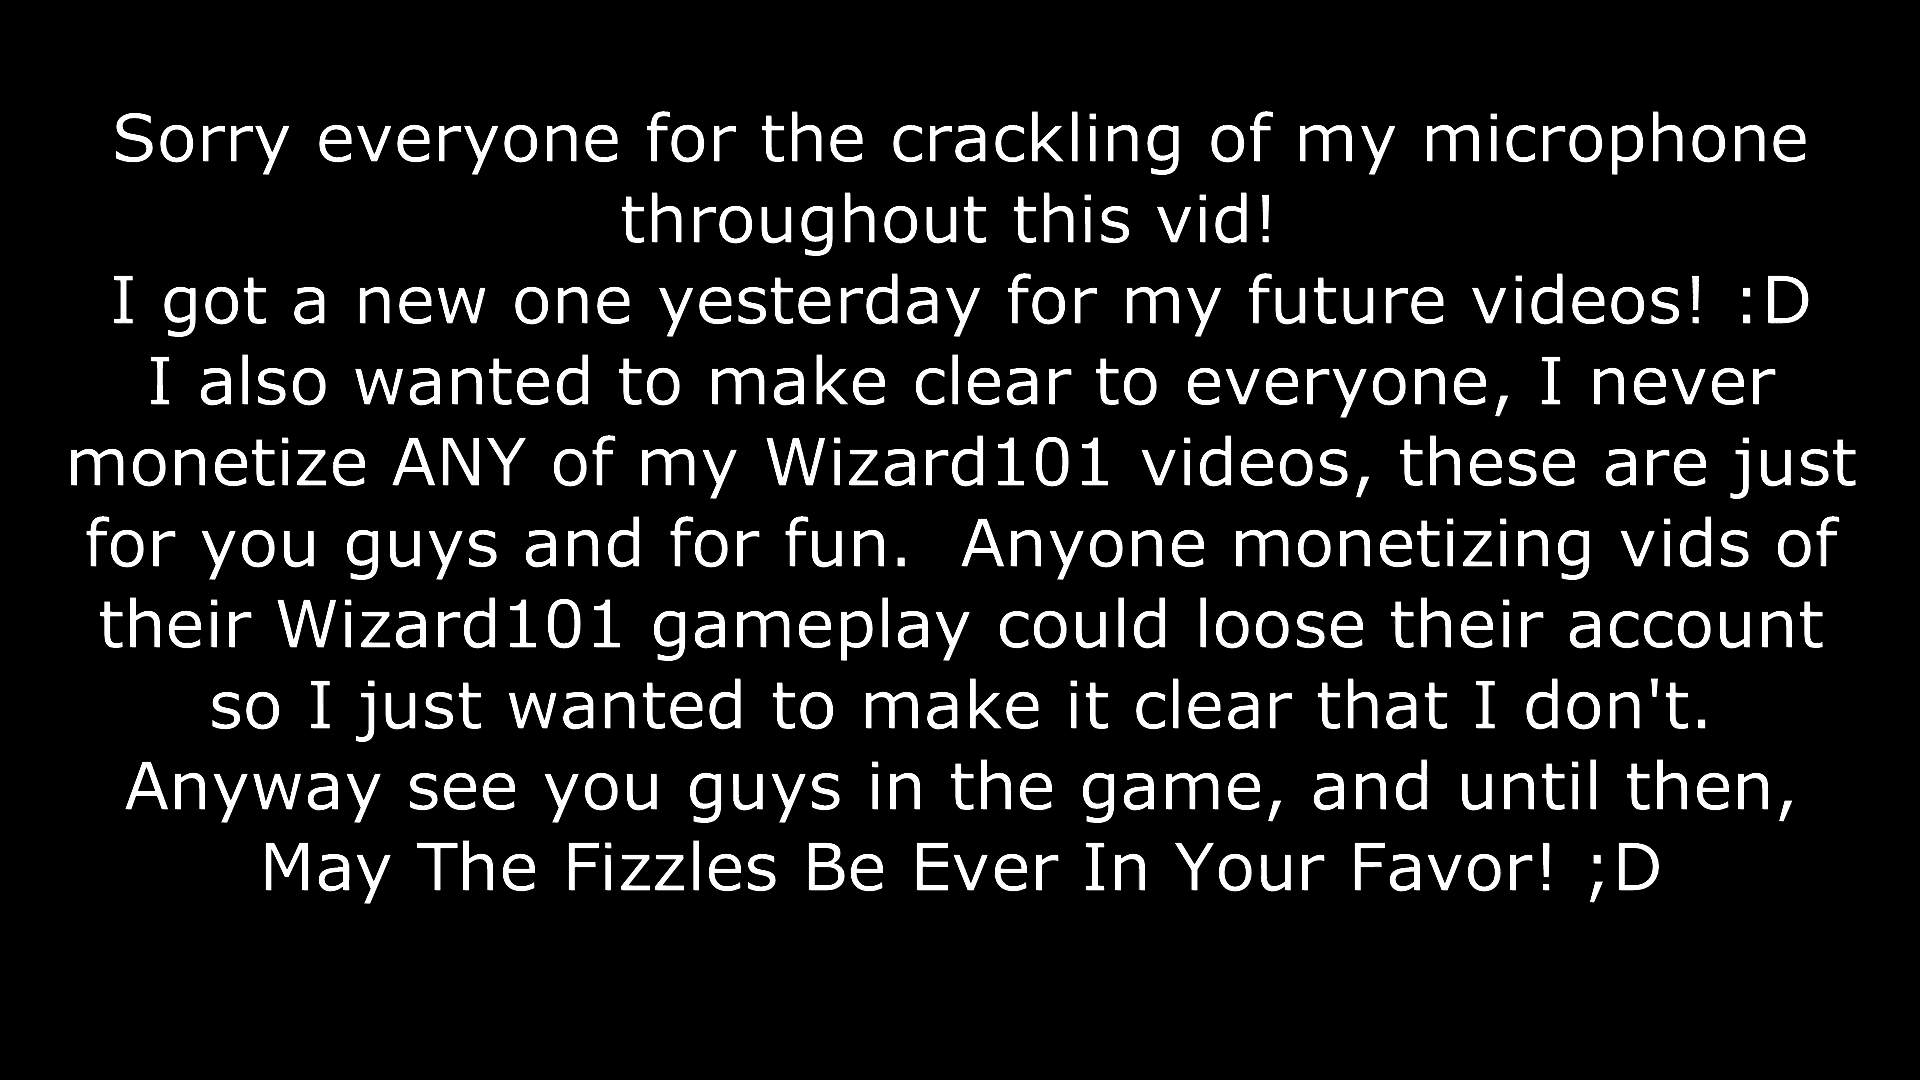 Sorry everyone for the crackling of my microphone
throughout this vid!
I got a new one yesterday for my future videos! :D
I also wanted to make clear to everyone, I never
monetize ANY of my Wizard101 videos, these are just
for you guys and for fun.  Anyone monetizing vids of
their Wizard101 gameplay could loose their account
so I just wanted to make it clear that I don't.
Anyway see you guys in the game, and until then,
May The Fizzles Be Ever In Your Favor! ;D